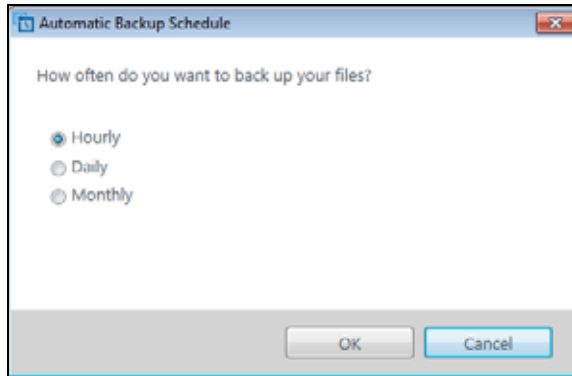 Automatic Backup Schedule
How often do you want to back up your files?
Hourly
Daily
Monthly
OK
Cancel